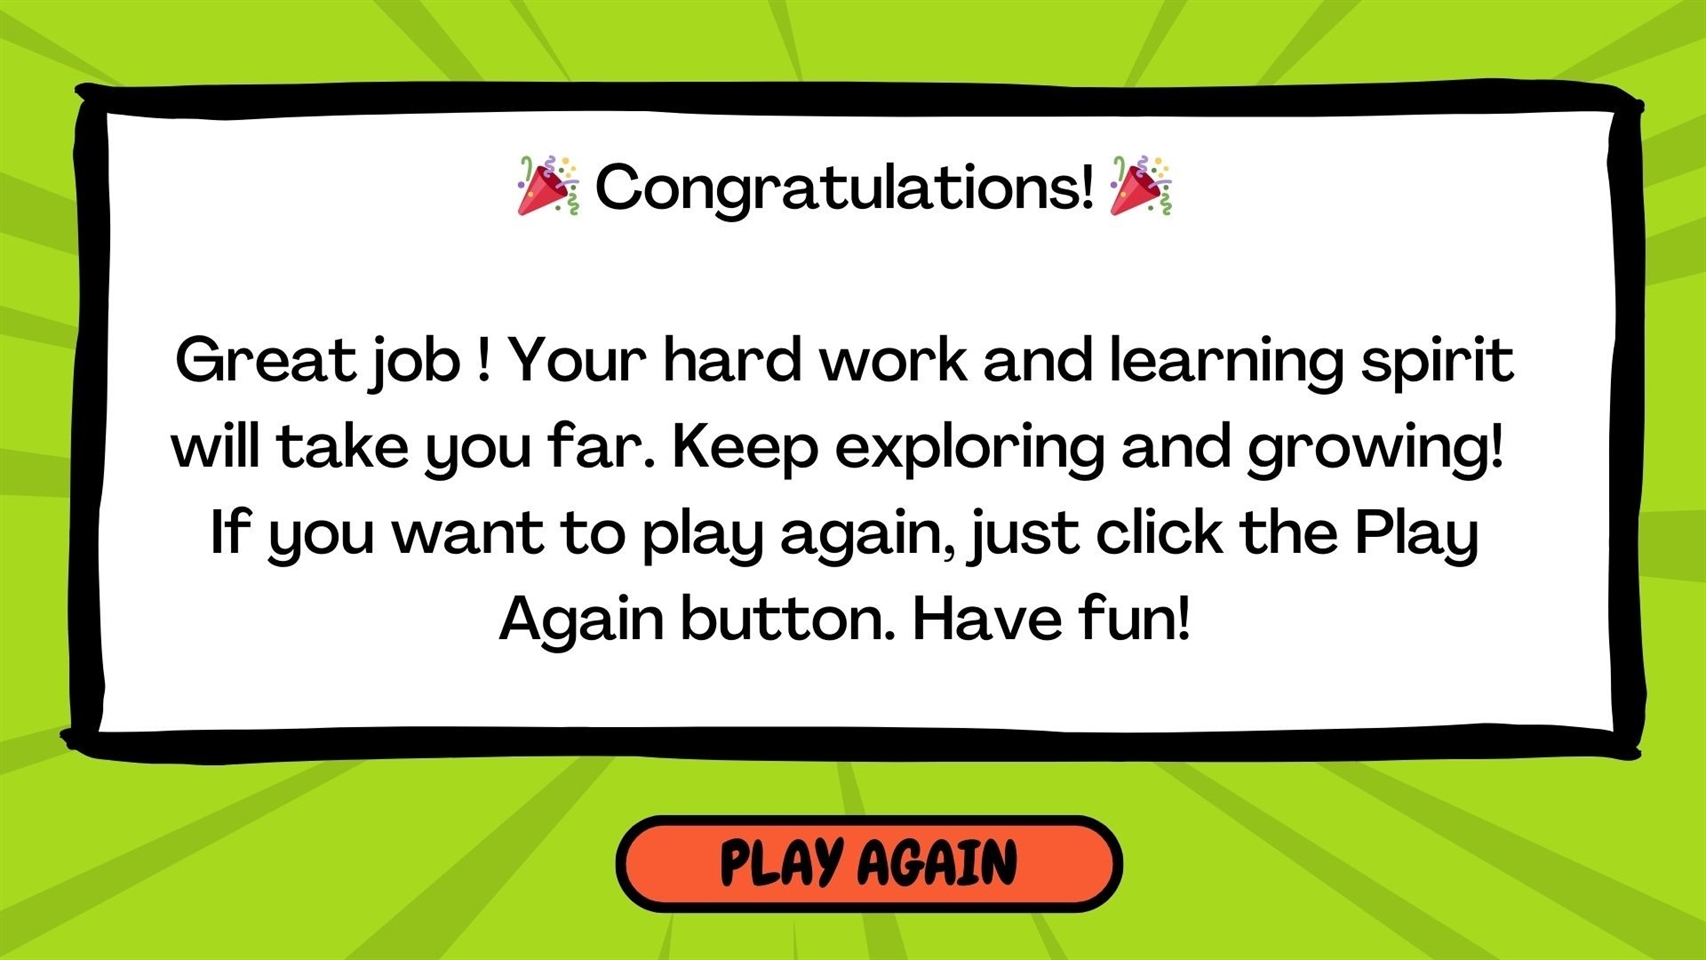 🎉 Congratulations! 🎉
Great job ! Your hard work and learning spirit
will take you far. Keep exploring and growing!
If you want to play again, just click the Play
Again button. Have fun!
PLAY AGAIN